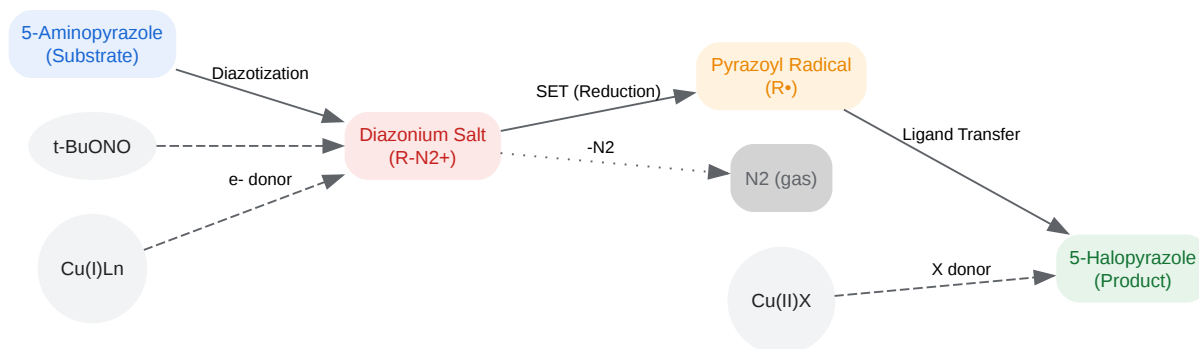 5-Aminopyrazole
(Substrate)
Diazotization
t-BuONO
e- donor
Cu(I)Ln
Diazonium Salt
(R-N2+)
SET (Reduction)
-N2
Pyrazoyl Radical
(R•)
N2 (gas)
Ligand Transfer
Cu(II)X
X donor
5-Halopyrazole
(Product)